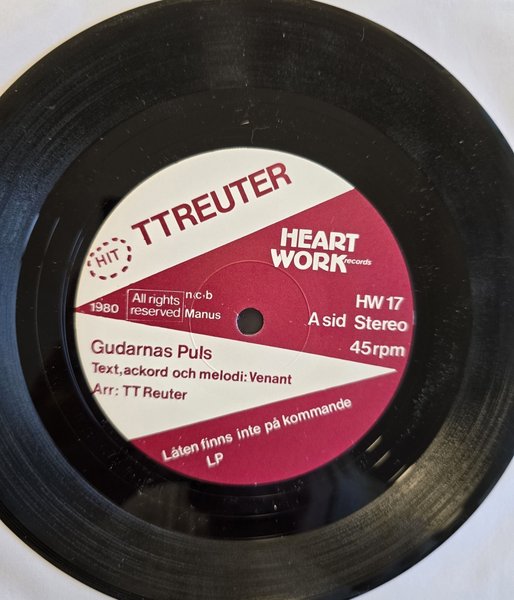 TTREUTER
HIT
HEART
WORK records
1980 All rights reserved n©b Manus
HW 17
A sid Stereo
45 rpm
Gudarnas Puls
Text, ackord och melodi: Venant
Arr: TT Reuter
Låten finns inte på kommande
LP